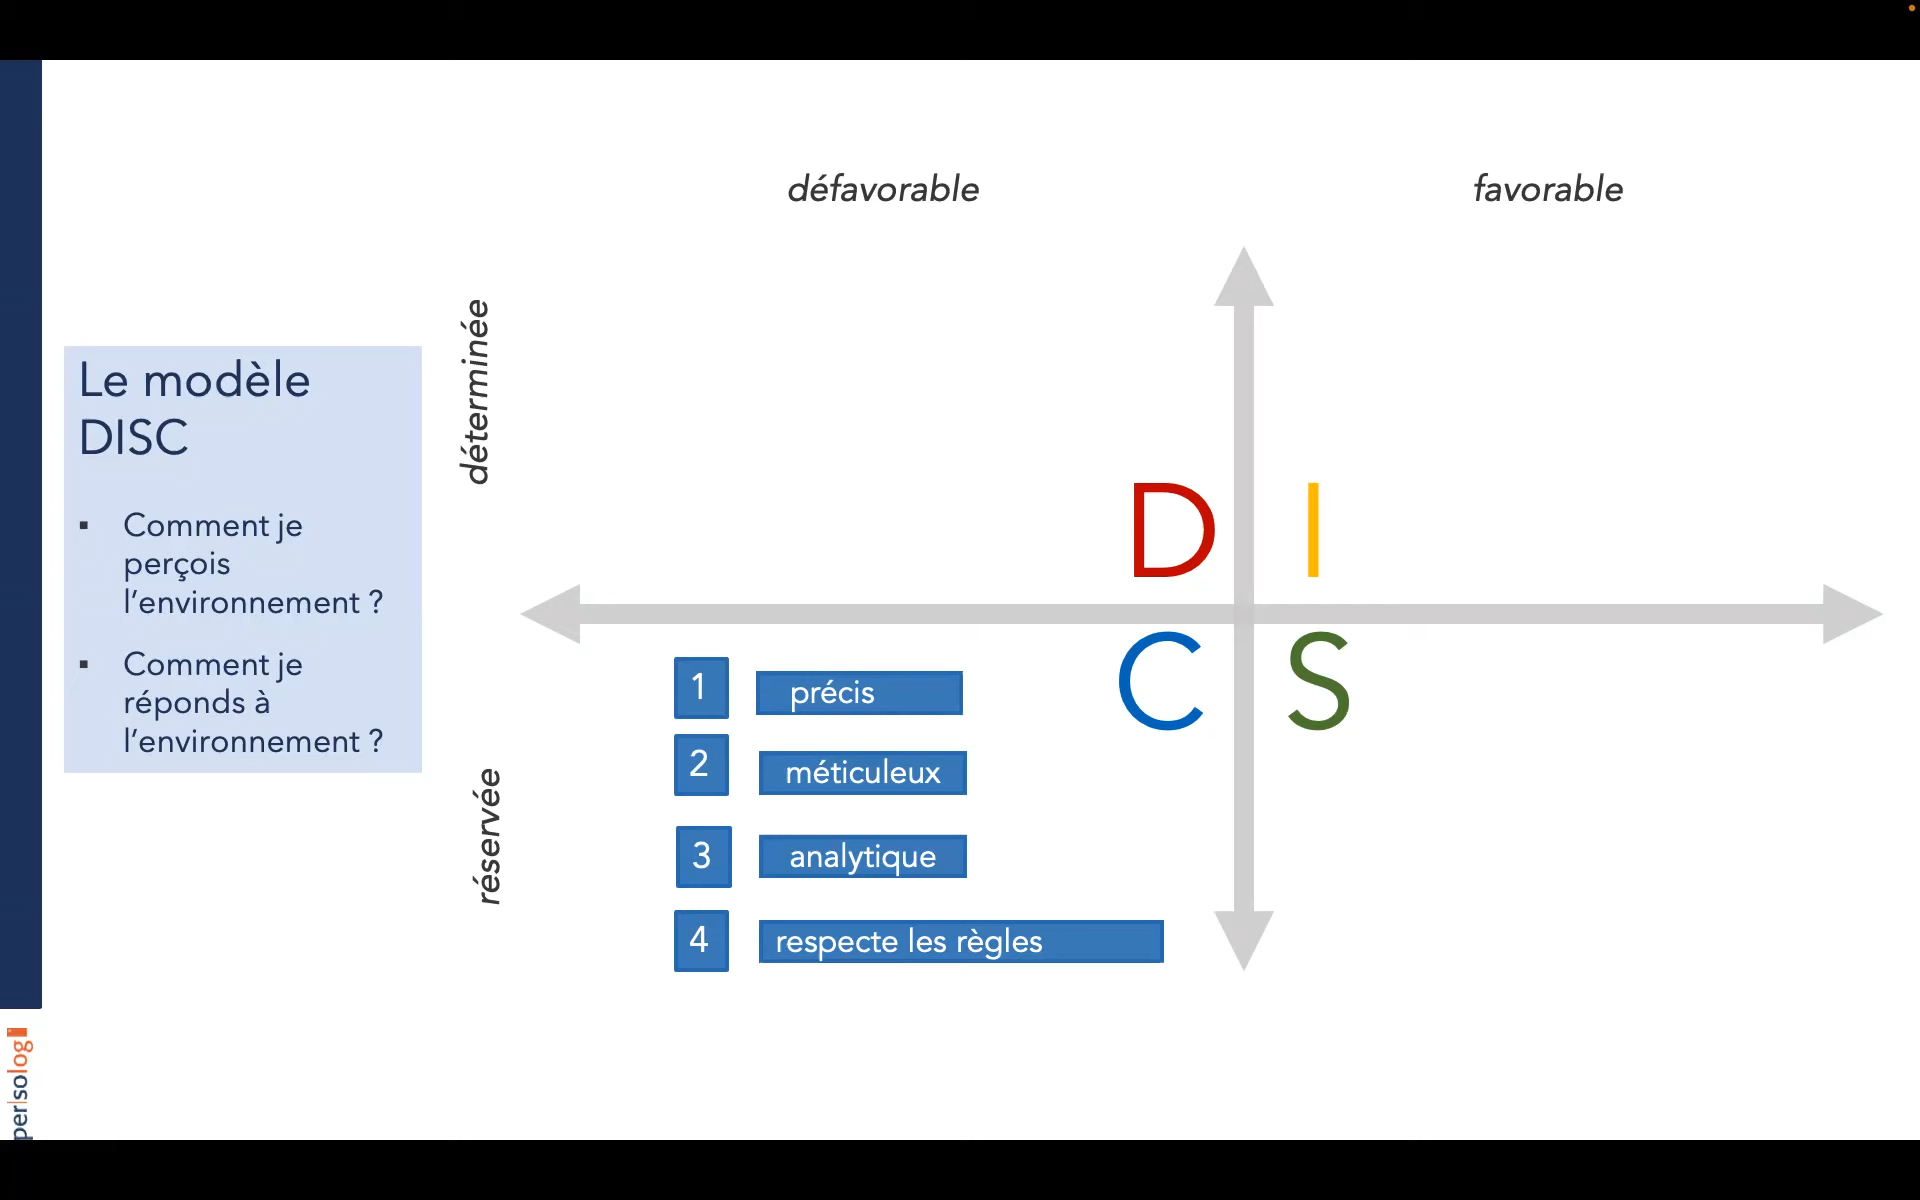 défavorable
favorable
déterminée
Le modèle
DISC
▪ Comment je
perçois
l'environnement ?
▪ Comment je
réponds à
l'environnement ?
D I
C S
1 précis
2 méticuleux
3 analytique
4 respecte les règles
réservée
persolog